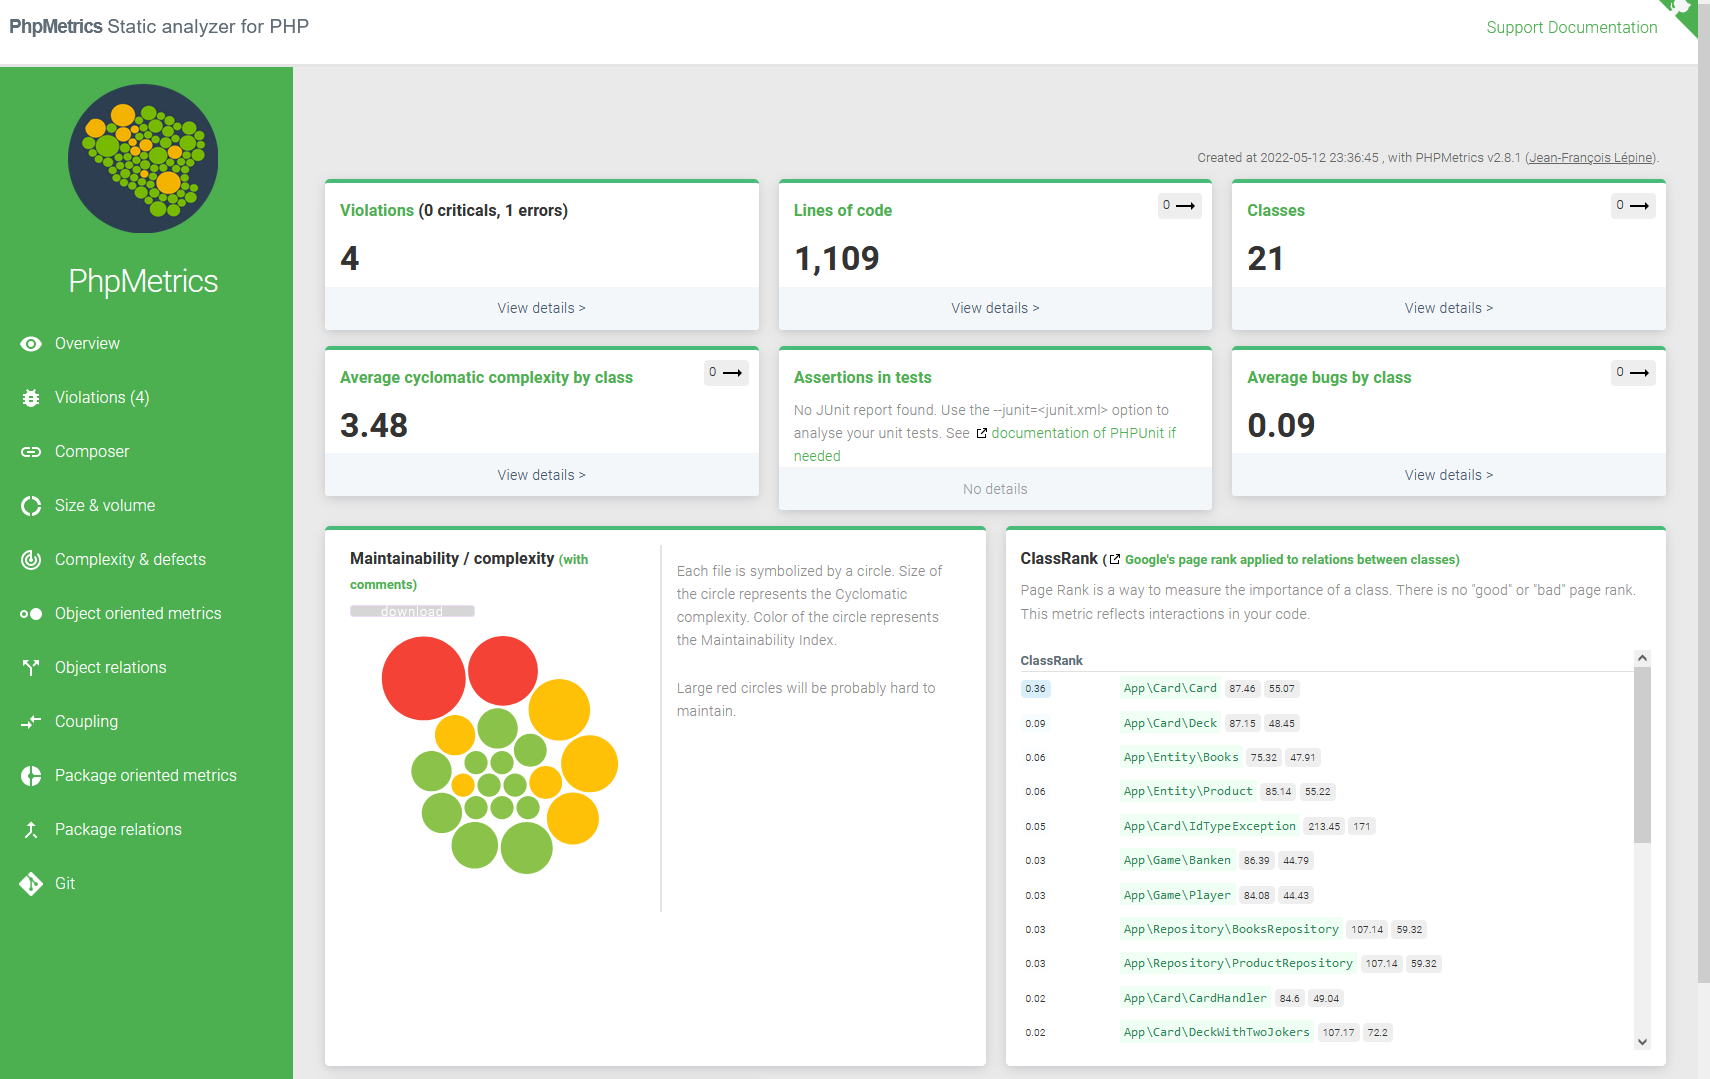 PhpMetrics Static analyzer for PHP
Support Documentation
PhpMetrics
Overview
Violations (4)
Composer
Size & volume
Complexity & defects
Object oriented metrics
Object relations
Coupling
Package oriented metrics
Package relations
Git
Created at 2022-05-12 23:36:45 , with PHPMetrics v2.8.1 (Jean-François Lépine).
Violations (0 criticals, 1 errors)
4
View details >
Lines of code
0
1,109
View details >
Classes
0
21
View details >
Average cyclomatic complexity by class
0
3.48
View details >
Assertions in tests
No JUnit report found. Use the --junit=<junit.xml> option to
analyse your unit tests. See documentation of PHPUnit if
needed
No details
Average bugs by class
0
0.09
View details >
Maintainability / complexity (with
comments)
download
Each file is symbolized by a circle. Size of
the circle represents the Cyclomatic
complexity. Color of the circle represents
the Maintainability Index.
Large red circles will be probably hard to
maintain.
ClassRank ( Google's page rank applied to relations between classes)
Page Rank is a way to measure the importance of a class. There is no "good" or "bad" page rank.
This metric reflects interactions in your code.
ClassRank
0.36 App\Card\Card 87.46 55.07
0.09 App\Card\Deck 87.15 48.45
0.06 App\Entity\Books 75.32 47.91
0.06 App\Entity\Product 85.14 55.22
0.05 App\Card\IdTypeException 213.45 171
0.03 App\Game\Banken 86.39 44.79
0.03 App\Game\Player 84.08 44.43
0.03 App\Repository\BooksRepository 107.14 59.32
0.03 App\Repository\ProductRepository 107.14 59.32
0.02 App\Card\CardHandler 84.6 49.04
0.02 App\Card\DeckWithTwoJokers 107.17 72.2